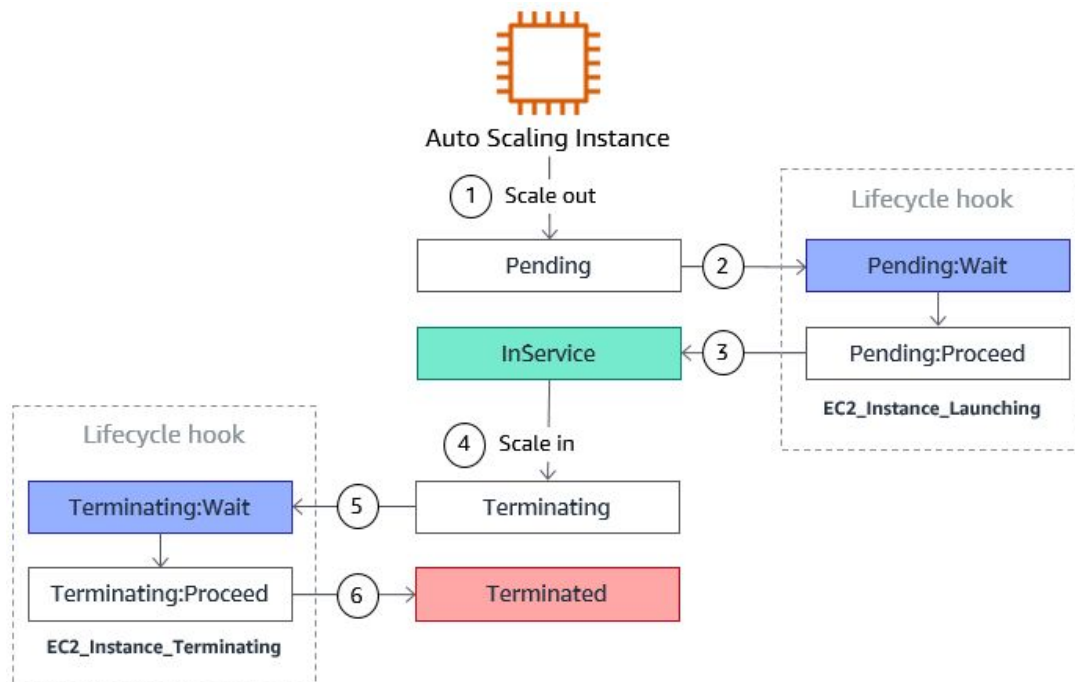 Auto Scaling Instance
1 Scale out
Lifecycle hook
Pending 2 Pending:Wait
InService 3 Pending:Proceed
EC2_Instance_Launching
Lifecycle hook
4 Scale in
Terminating:Wait 5 Terminating
Terminating:Proceed 6 Terminated
EC2_Instance_Terminating